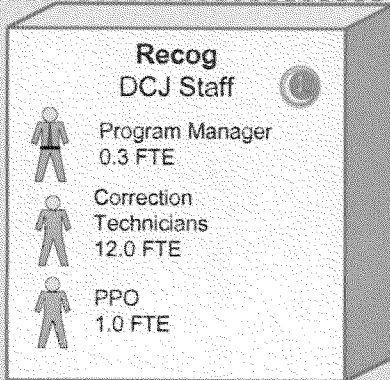 Recog
DCJ Staff
Program Manager
0.3 FTE
Correction
Technicians
12.0 FTE
PPO
1.0 FTE